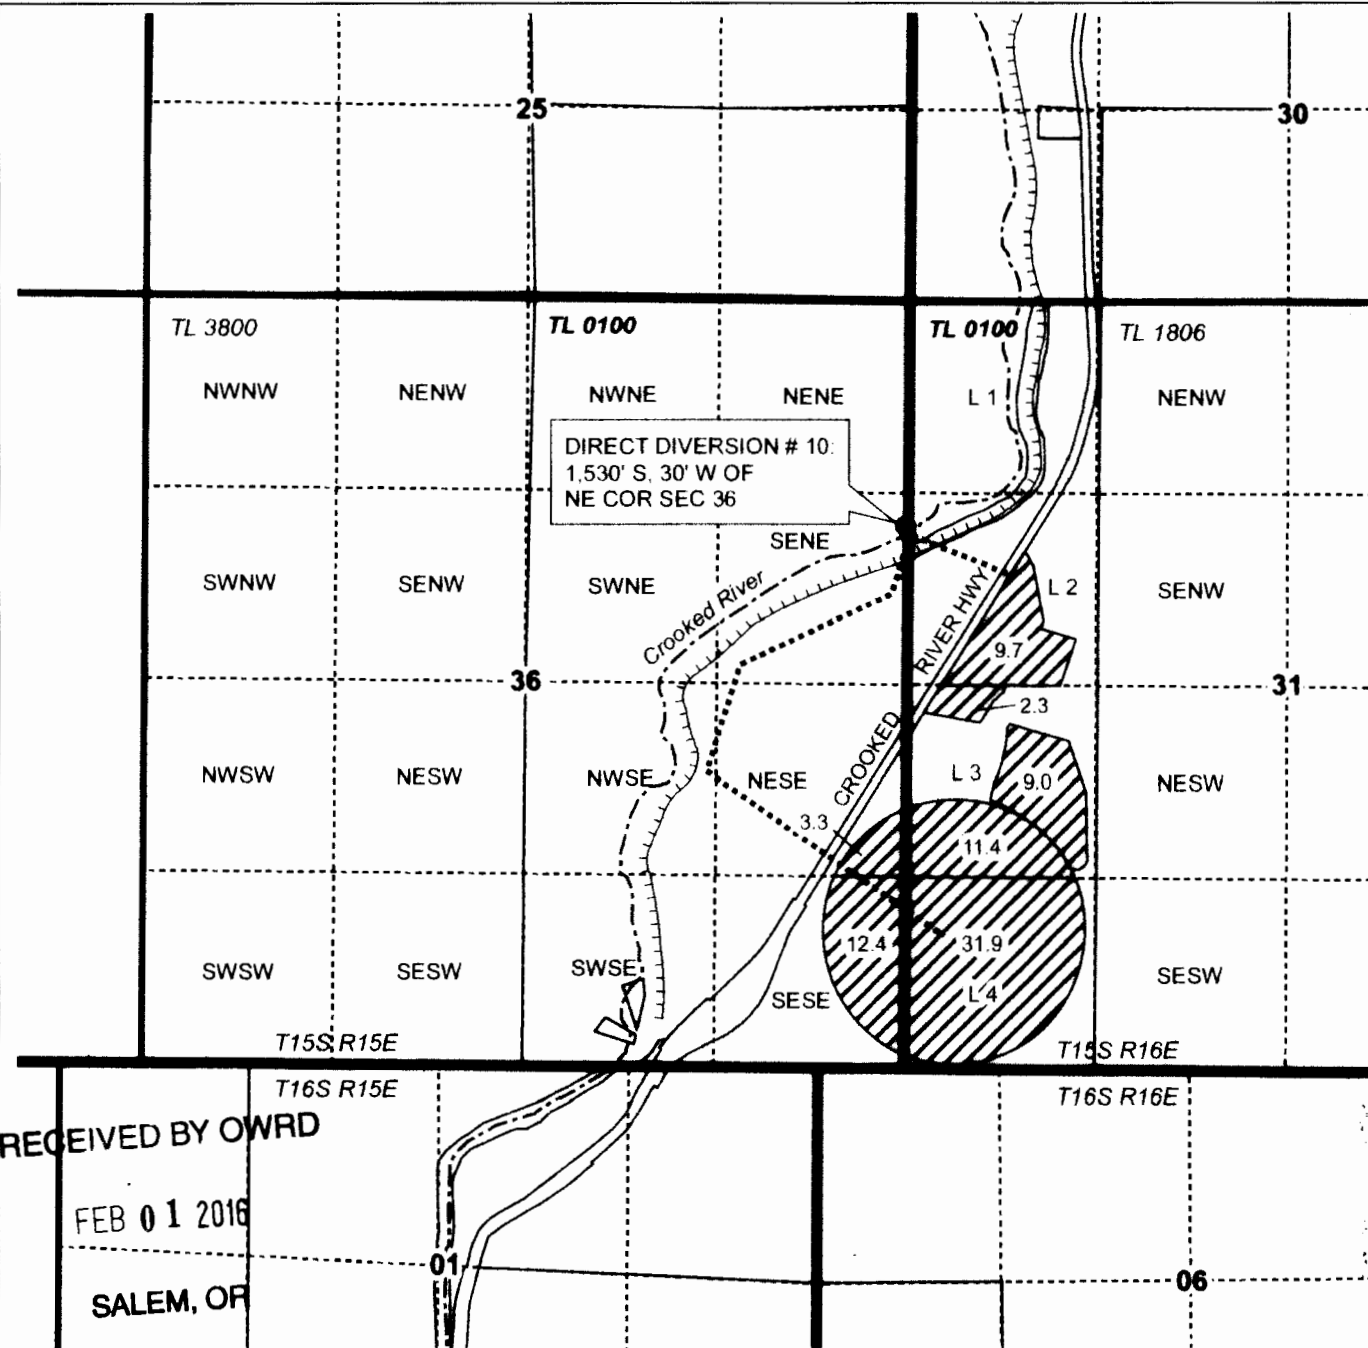 25
30
TL 3800
TL 0100
TL 0100
TL 1806
NWNW
NENW
NWNE
NENE
L 1
NENW
DIRECT DIVERSION # 10:
1,530' S, 30' W OF
NE COR SEC 36
SENE
SWNW
SENW
SWNE
Crooked River
RIVER HWY
L 2
SENW
9.7
36
31
2.3
CROOKED
NWSW
NESW
NWSE
NESE
L 3
9.0
NESW
3.3
11.4
12.4
31.9
SWSW
SESW
SWSE
SESE
L 4
SESW
T15S R15E
T15S R16E
T16S R15E
T16S R16E
RECEIVED BY OWRD
FEB 01 2016
SALEM, OR
01
06